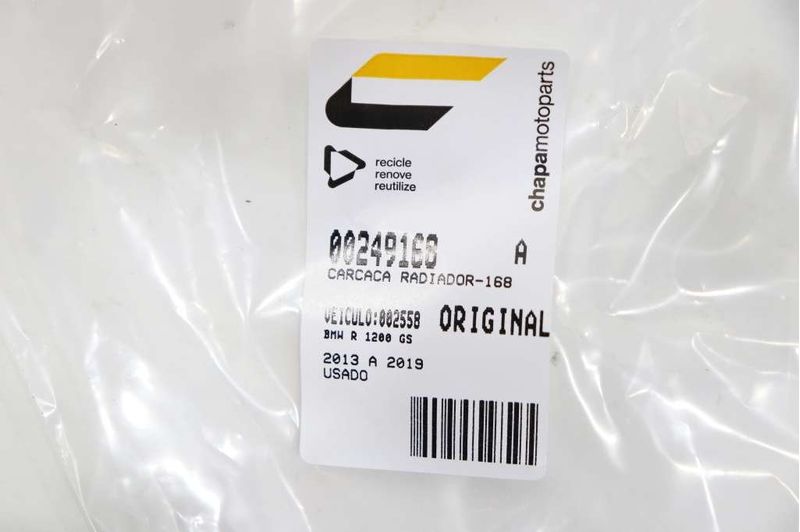 chapamotoparts
recicle
renove
reutilize
00249168 A
CARCACA RADIADOR-168
VEICULO:002558 ORIGINAL
BMW R 1200 GS
2013 A 2019
USADO